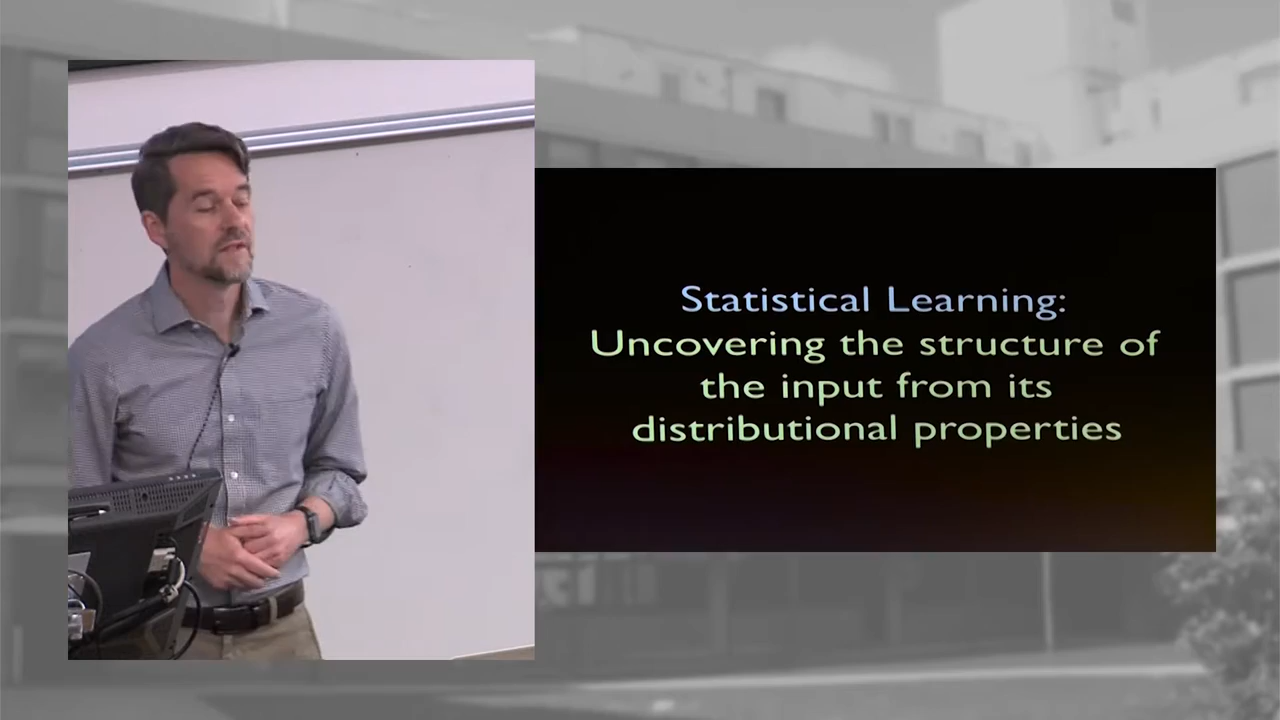 Statistical Learning:
Uncovering the structure of
the input from its
distributional properties